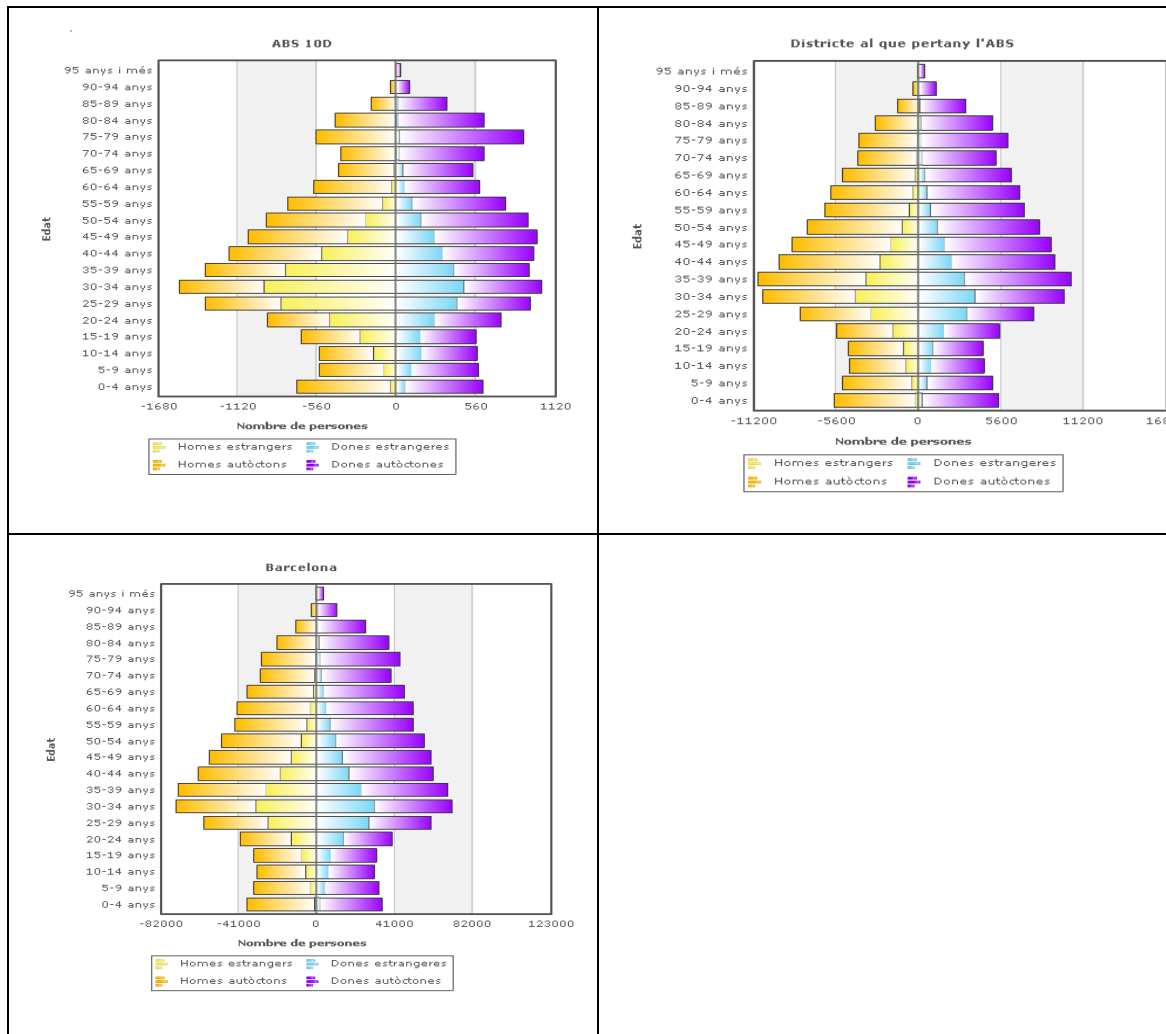 ABS 10D
Edat
95 anys i més
90-94 anys
85-89 anys
80-84 anys
75-79 anys
70-74 anys
65-69 anys
60-64 anys
55-59 anys
50-54 anys
45-49 anys
40-44 anys
35-39 anys
30-34 anys
25-29 anys
20-24 anys
15-19 anys
10-14 anys
5-9 anys
0-4 anys
-1680 -1120 -560 0 560 1120
Nombre de persones
Homes estrangers Dones estrangeres
Homes autòctons Dones autòctones
Districte al que pertany l'ABS
Edat
95 anys i més
90-94 anys
85-89 anys
80-84 anys
75-79 anys
70-74 anys
65-69 anys
60-64 anys
55-59 anys
50-54 anys
45-49 anys
40-44 anys
35-39 anys
30-34 anys
25-29 anys
20-24 anys
15-19 anys
10-14 anys
5-9 anys
0-4 anys
-11200 -5600 0 5600 11200
Nombre de persones
Homes estrangers Dones estrangeres
Homes autòctons Dones autòctones
Barcelona
Edat
95 anys i més
90-94 anys
85-89 anys
80-84 anys
75-79 anys
70-74 anys
65-69 anys
60-64 anys
55-59 anys
50-54 anys
45-49 anys
40-44 anys
35-39 anys
30-34 anys
25-29 anys
20-24 anys
15-19 anys
10-14 anys
5-9 anys
0-4 anys
-82000 -41000 0 41000 82000 123000
Nombre de persones
Homes estrangers Dones estrangeres
Homes autòctons Dones autòctones